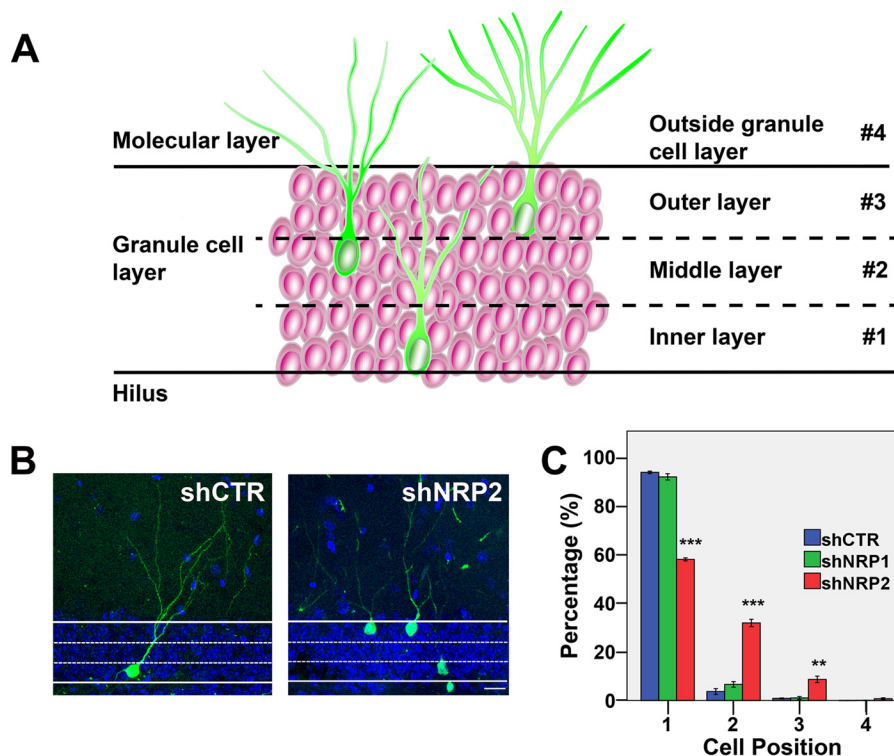 A
Molecular layer
Outside granule
cell layer
#4
Outer layer
#3
Granule cell
layer
Middle layer
#2
Inner layer
#1
Hilus
B
shCTR
shNRP2
C
Percentage (%)
100
80
60
40
20
0
***
***
**
shCTR
shNRP1
shNRP2
1
2
3
4
Cell Position